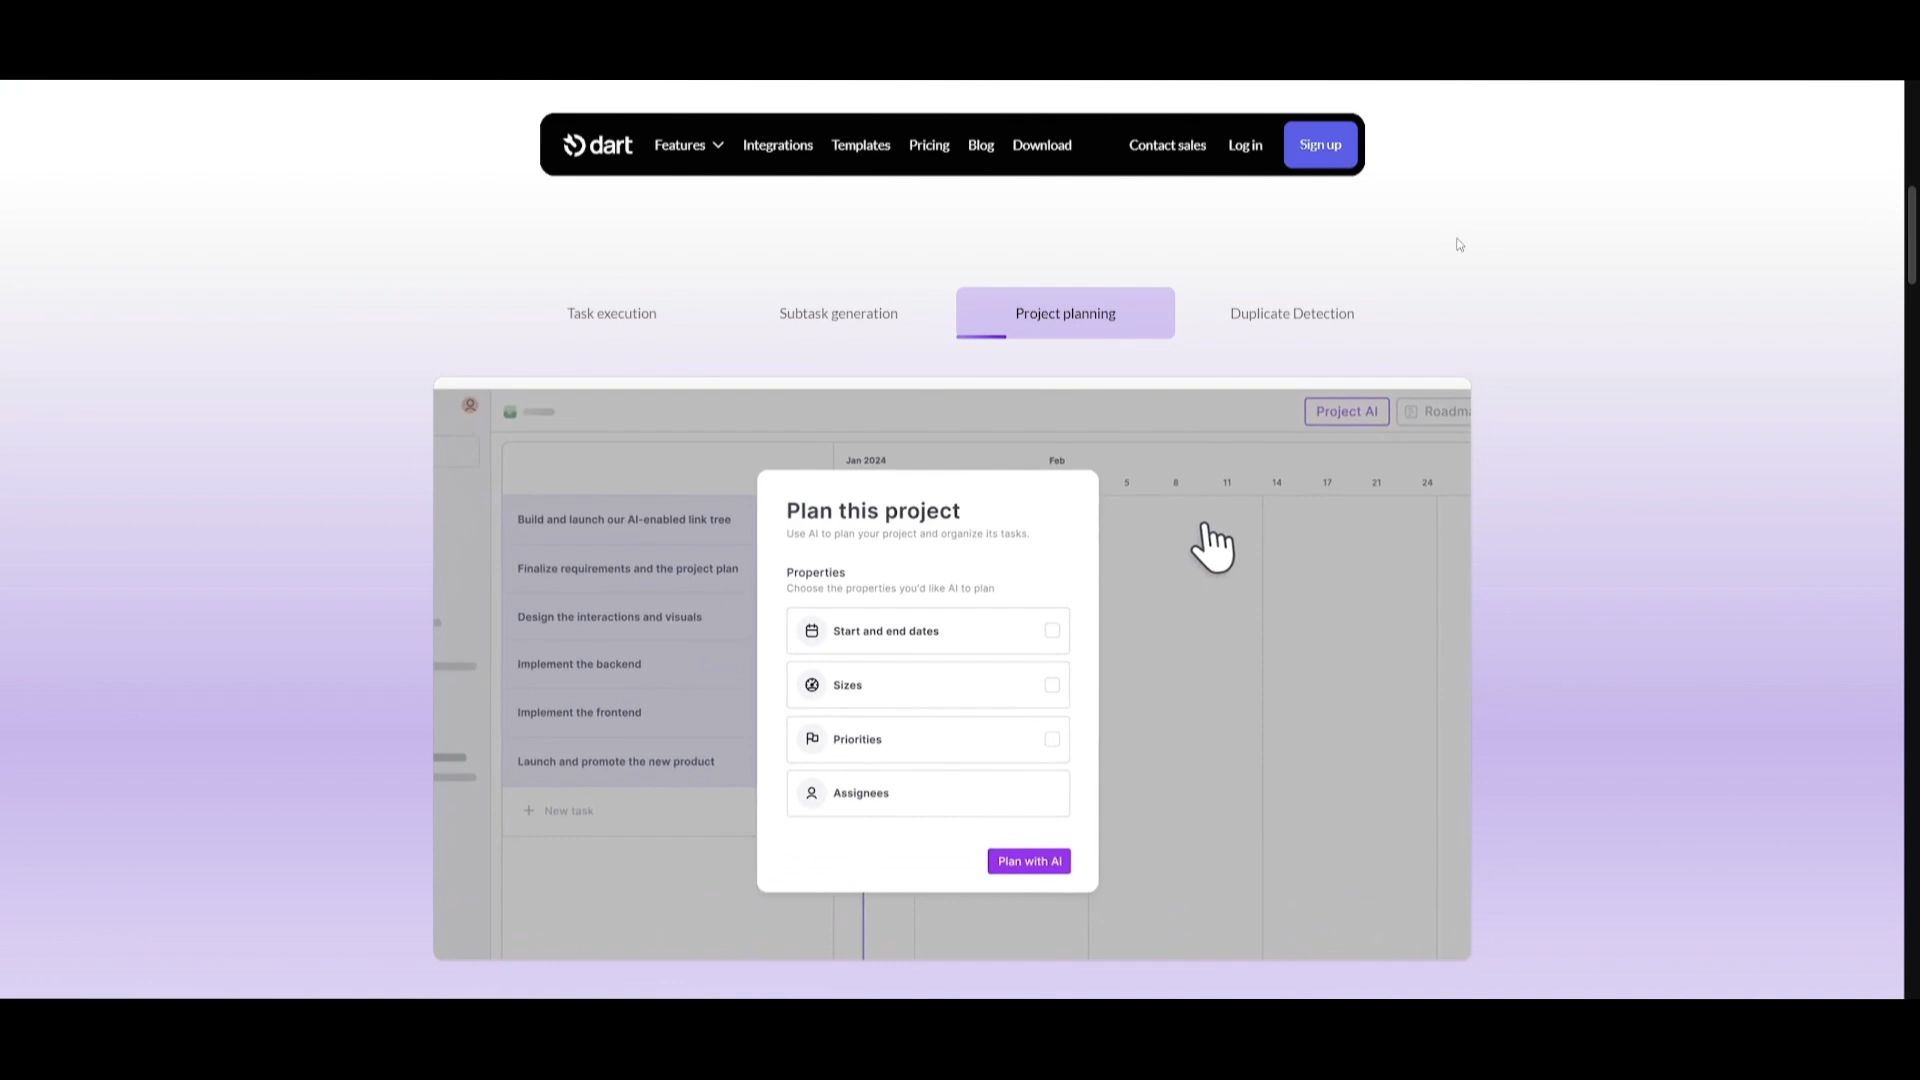 dart Features Integrations Templates Pricing Blog Download Contact sales Log in Sign up
Task execution Subtask generation Project planning Duplicate Detection
Project AI
Jan 2024 Feb
5 8 11 14 17 21 24
Build and launch our AI-enabled link tree
Finalize requirements and the project plan
Design the interactions and visuals
Implement the backend
Implement the frontend
Launch and promote the new product
+ New task
Plan this project
Use AI to plan your project and organize its tasks.
Properties
Choose the properties you'd like AI to plan
Start and end dates
Sizes
Priorities
Assignees
Plan with AI